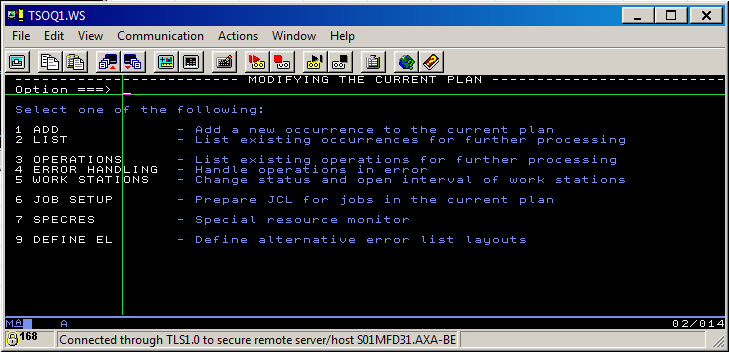 TSOQ1.WS
File Edit View Communication Actions Window Help
------------------------- MODIFYING THE CURRENT PLAN -------------------------
Option ===> _
Select one of the following:
1 ADD - Add a new occurrence to the current plan
2 LIST - List existing occurrences for further processing
3 OPERATIONS - List existing operations for further processing
4 ERROR HANDLING - Handle operations in error
5 WORK STATIONS - Change status and open interval of work stations
6 JOB SETUP - Prepare JCL for jobs in the current plan
7 SPECRES - Special resource monitor
9 DEFINE EL - Define alternative error list layouts
MA A 02/014
168 Connected through TLS1.0 to secure remote server/host S01MFD31.AXA-BE